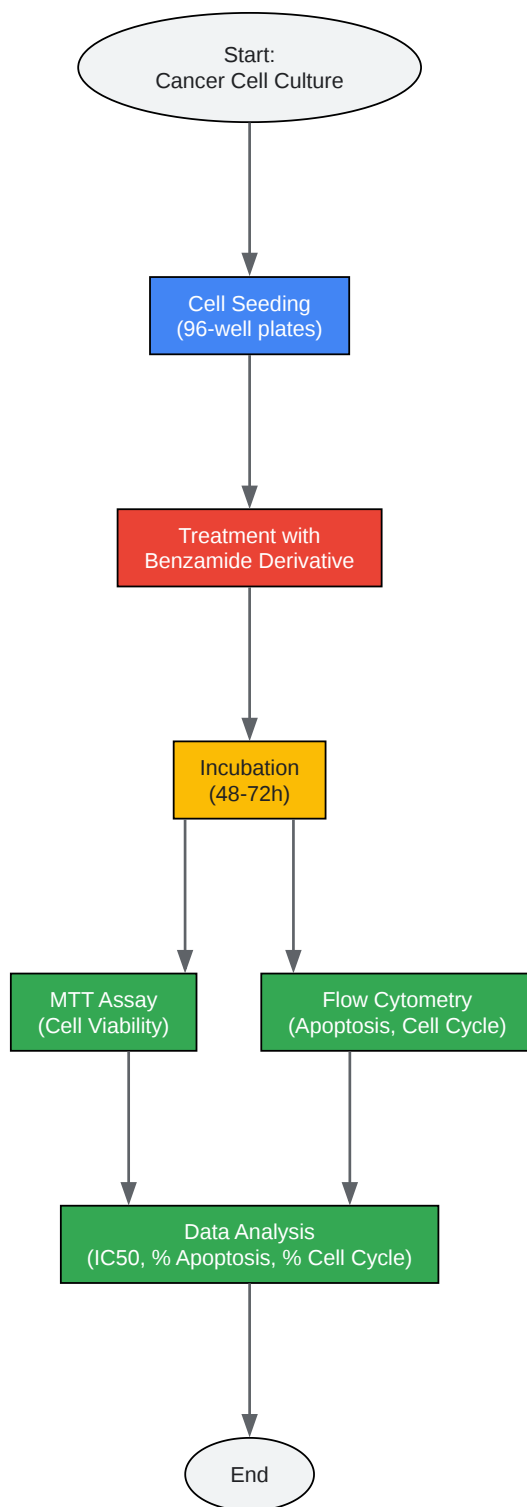 Start:
Cancer Cell Culture
Cell Seeding
(96-well plates)
Treatment with
Benzamide Derivative
Incubation
(48-72h)
MTT Assay
(Cell Viability)
Flow Cytometry
(Apoptosis, Cell Cycle)
Data Analysis
(IC50, % Apoptosis, % Cell Cycle)
End